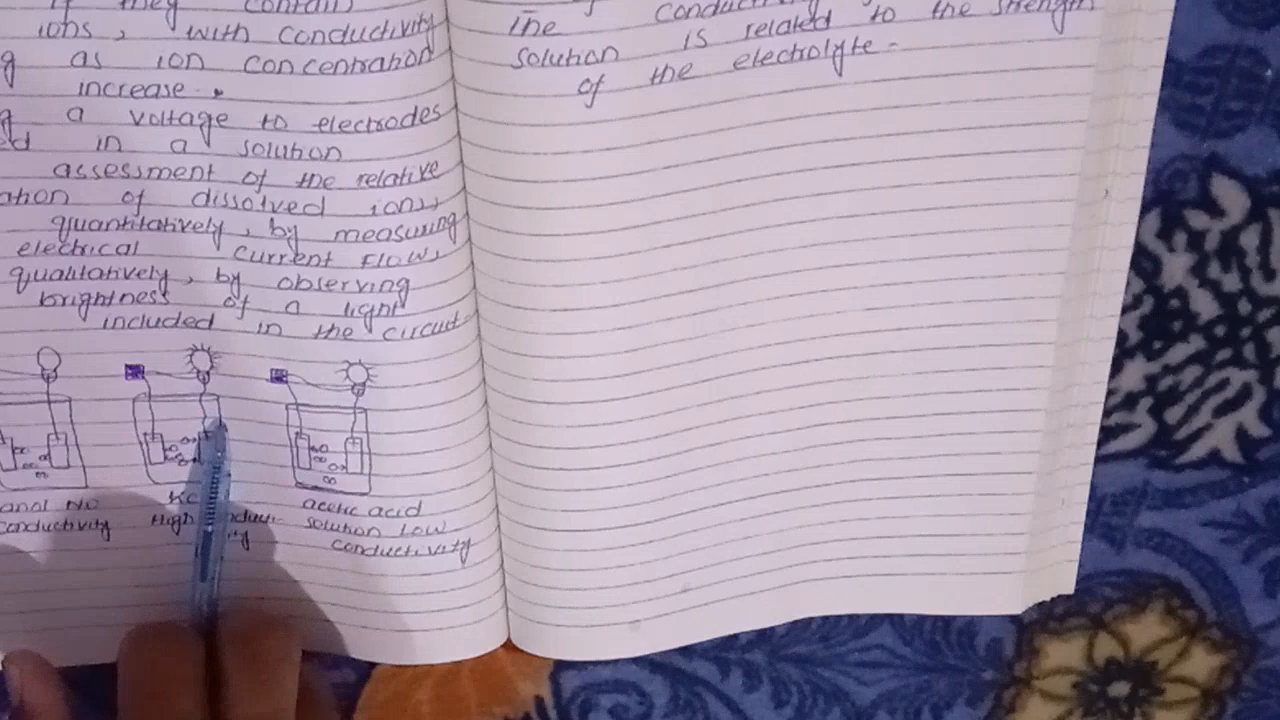 they contain
ions, with conductivity
as ion concentration
increase.
a voltage to electrodes
in a solution
assessment of the relative
of dissolved ions,
quantitatively, by measuring
electrical current FLOW,
qualitatively, by observing
brightness of a light
included in the circuit
No
conductivity
High
acetic acid
solution Low
conductivity
The
solution is related to the strength
of the electrolyte.